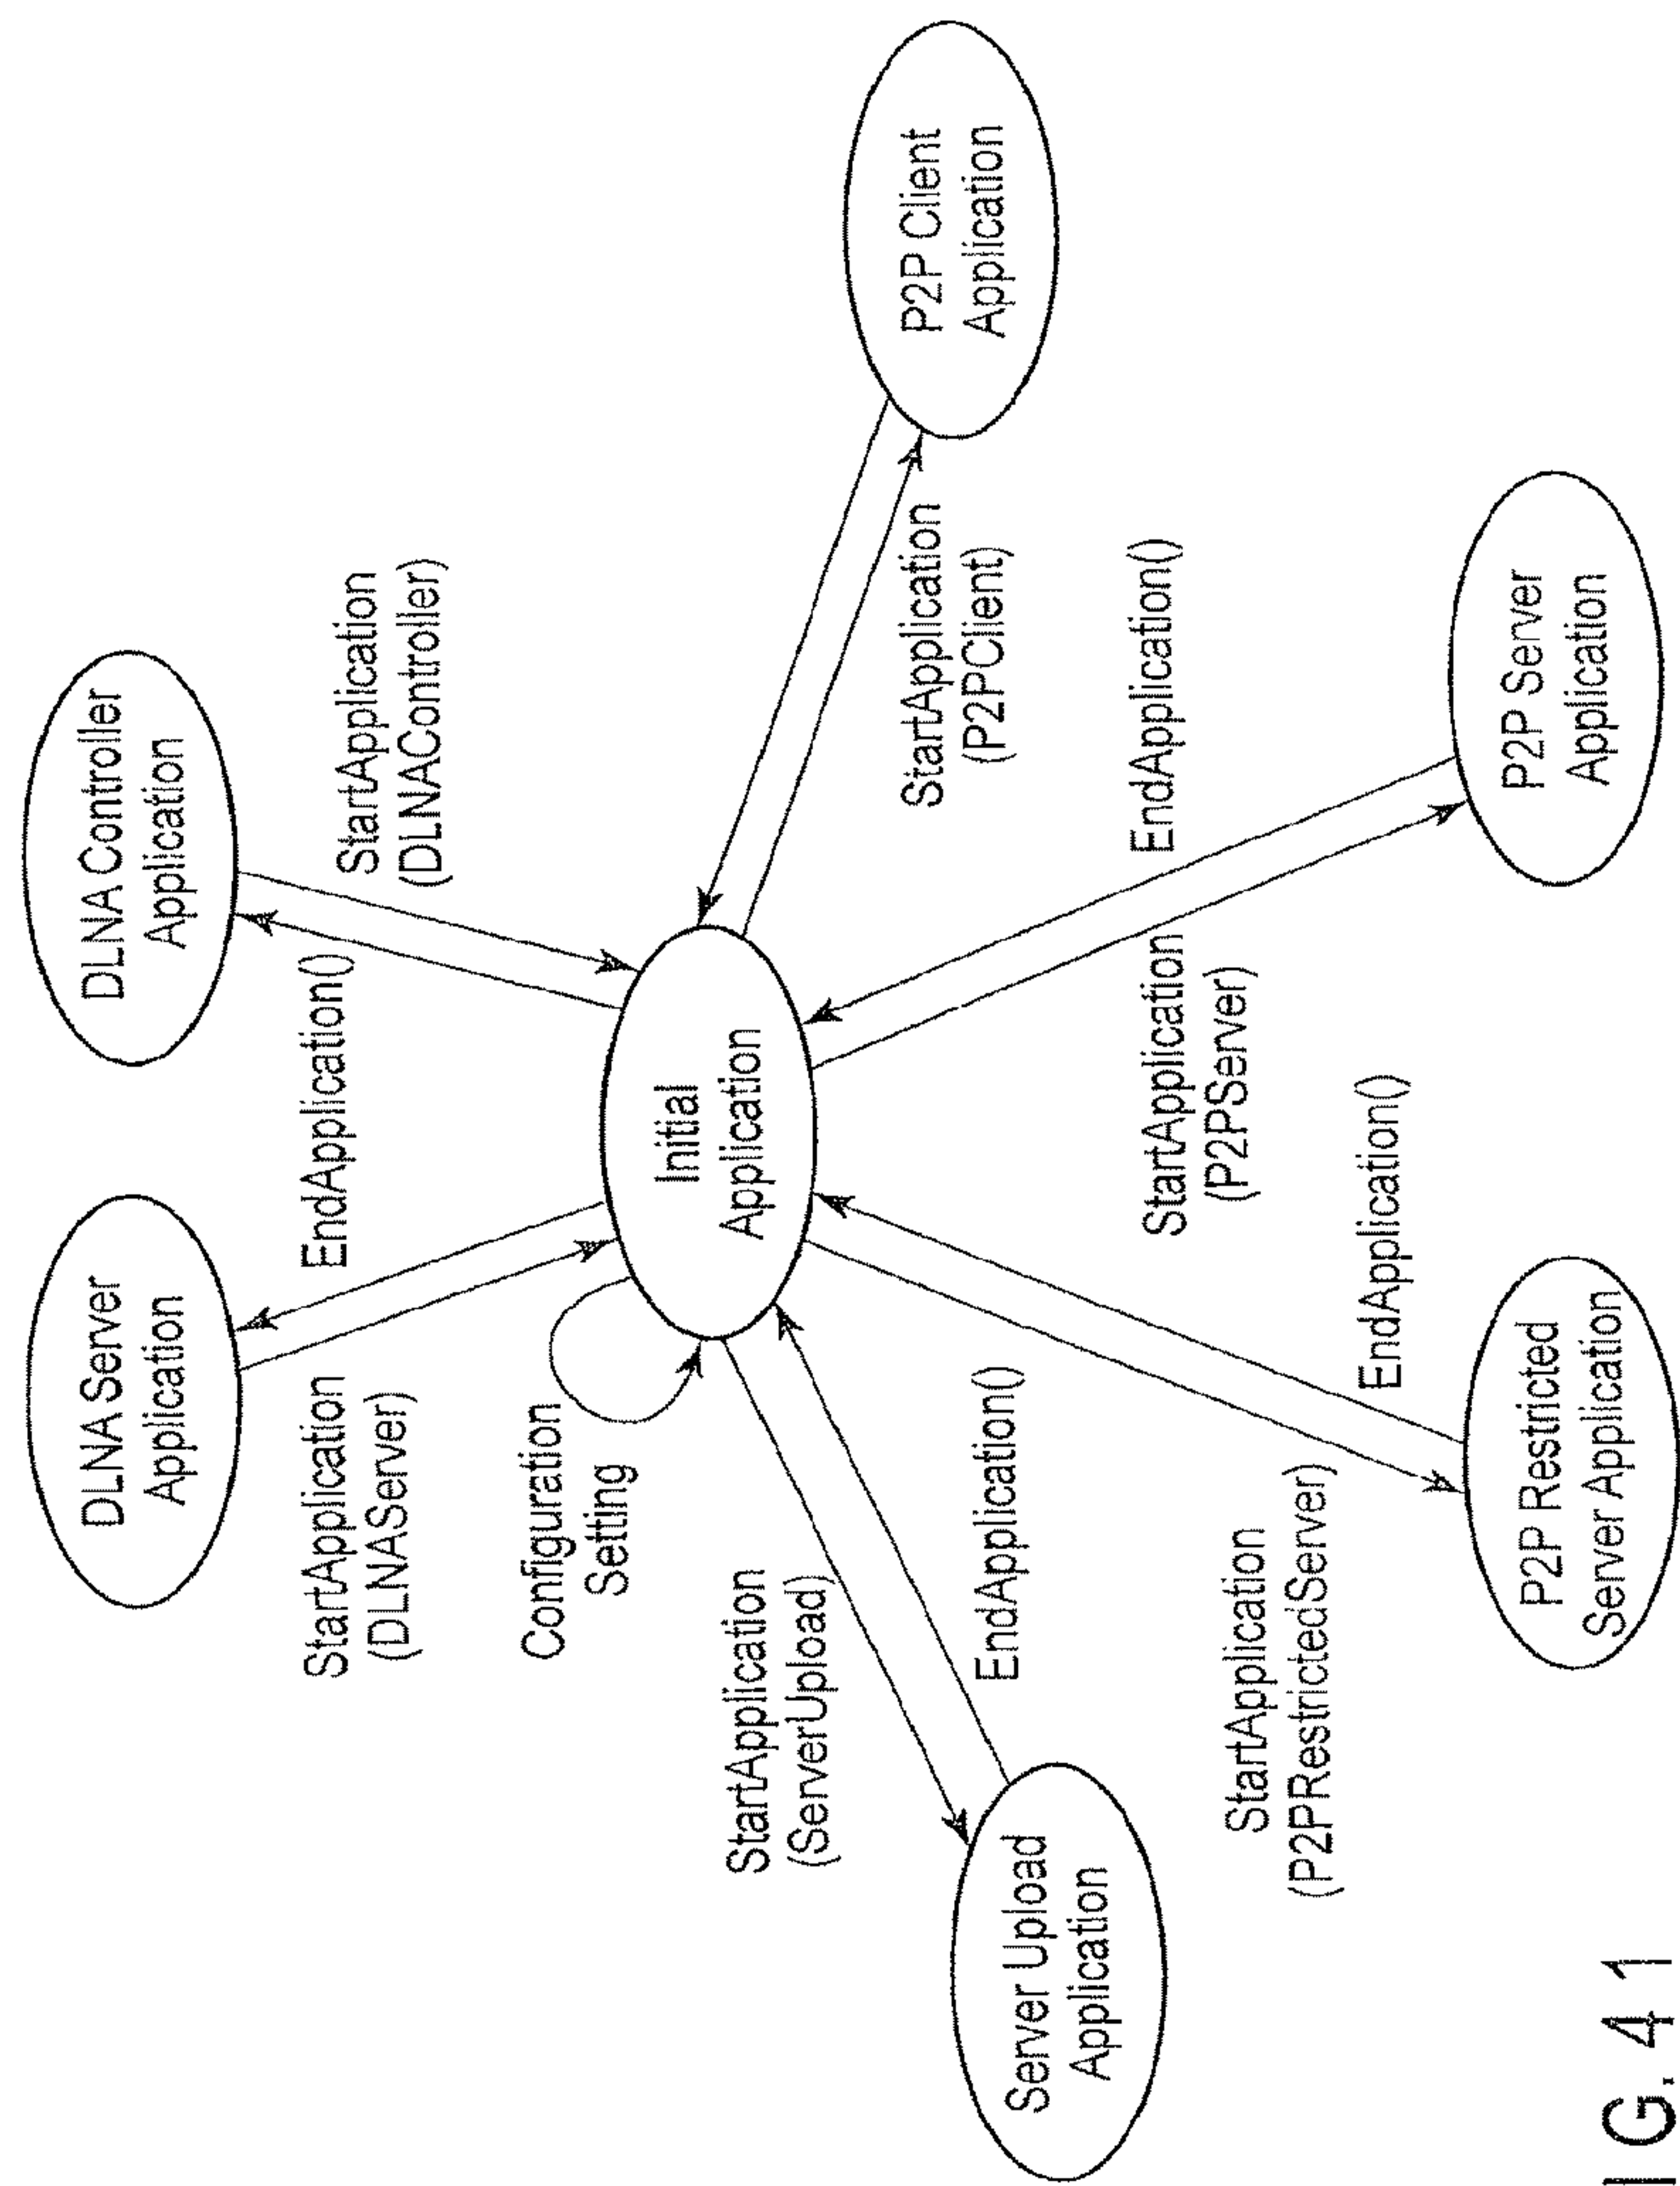 DLNA Server
Application
DLNA Controller
Application
StartApplication
(DLNAServer)
EndApplication()
StartApplication
(DLNAController)
Configuration
Setting
Initial
Application
StartApplication
(ServerUpload)
P2P Client
Application
StartApplication
(P2PClient)
EndApplication()
Server Upload
Application
EndApplication()
StartApplication
(P2PServer)
StartApplication
(P2PRestrictedServer)
EndApplication()
P2P Restricted
Server Application
P2P Server
Application
IG. 41